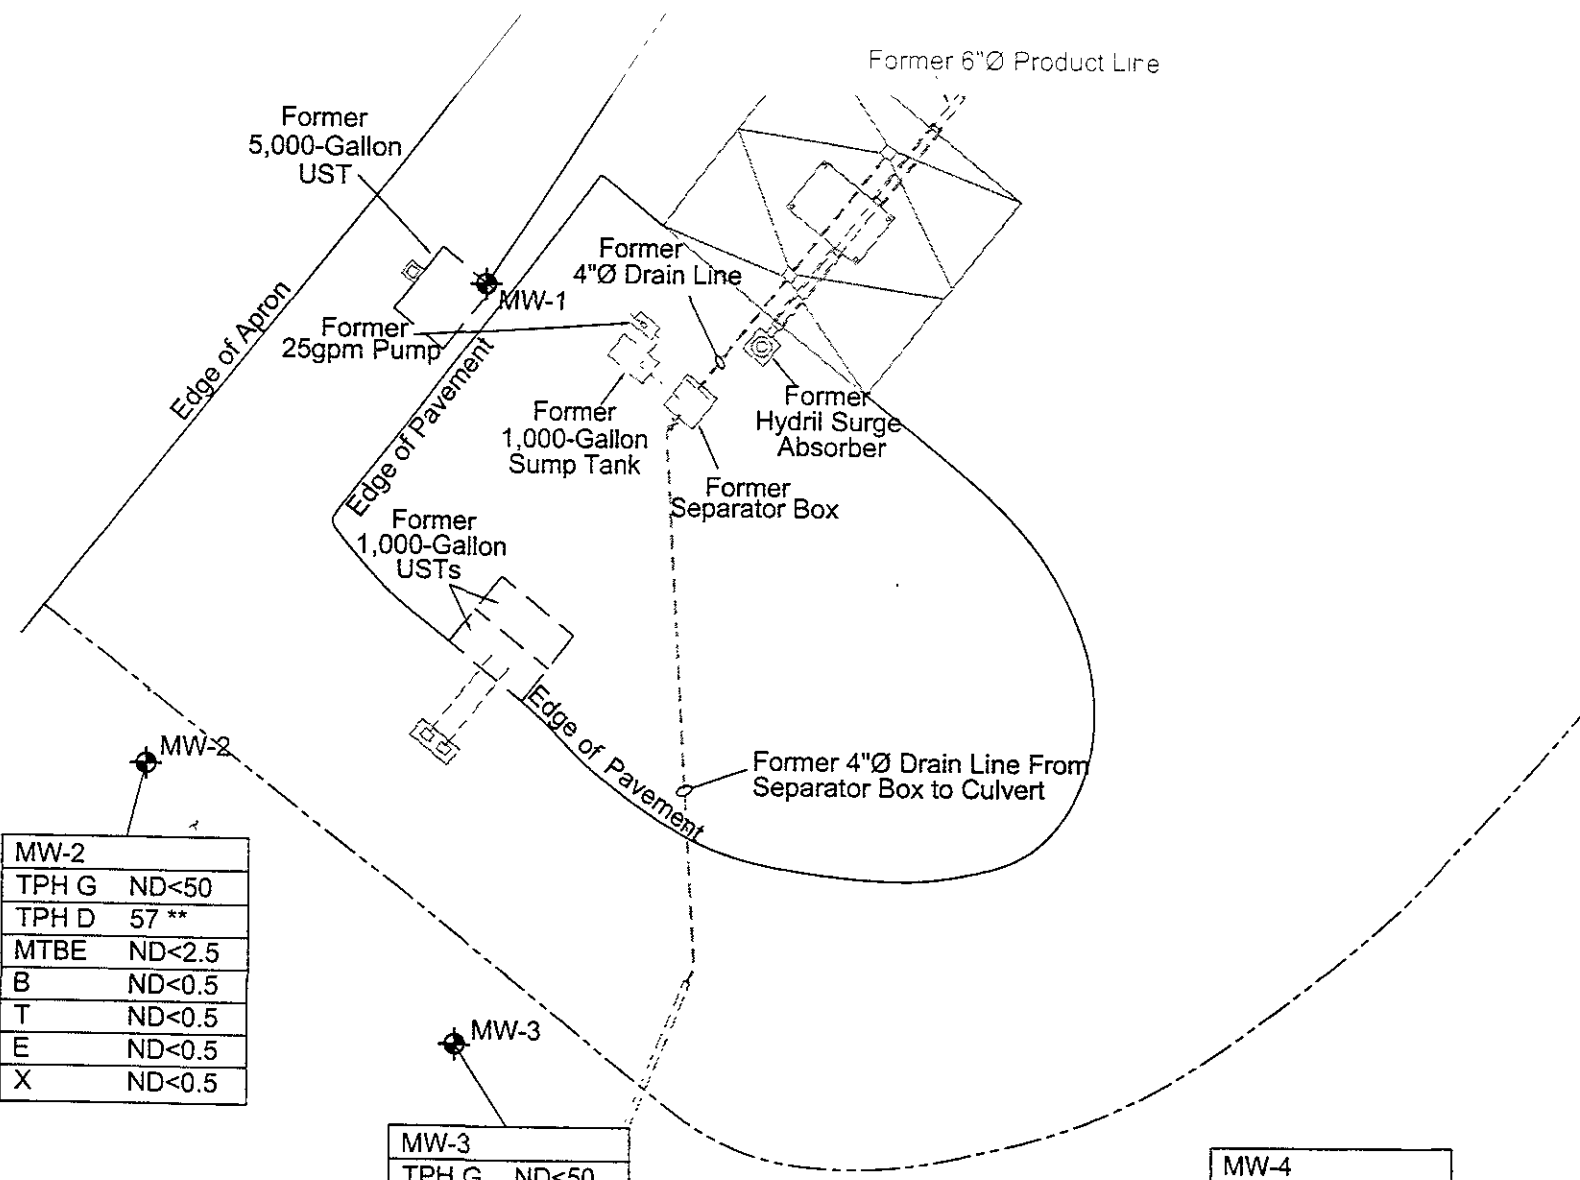 Former 6"Ø Product Line
Former
5,000-Gallon
UST
MW-1
Former
4"Ø Drain Line
Former
25gpm Pump
Edge of Apron
Edge of Pavement
Former
1,000-Gallon
Sump Tank
Former
Hydril Surge
Absorber
Former
Separator Box
Former
1,000-Gallon
USTs
Edge of Pavement
Former 4"Ø Drain Line From
Separator Box to Culvert
MW-2
MW-2
TPH G ND<50
TPH D 57 **
MTBE ND<2.5
B ND<0.5
T ND<0.5
E ND<0.5
X ND<0.5
MW-3
MW-3
TPH G ND<50
MW-4